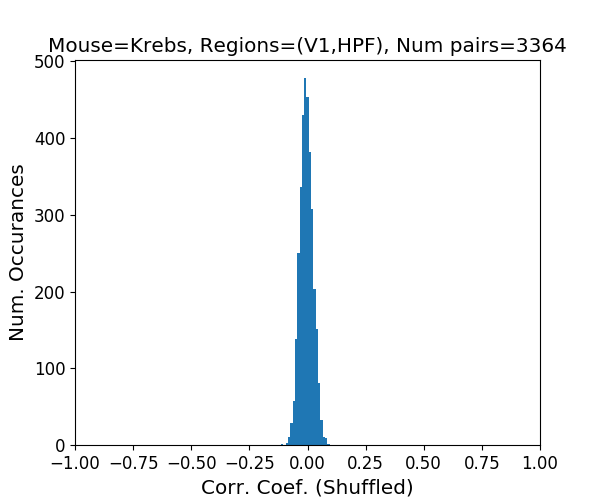 Mouse=Krebs, Regions=(V1,HPF), Num pairs=3364
500
400
300
200
100
0
Num. Occurances
−1.00 −0.75 −0.50 −0.25 0.00 0.25 0.50 0.75 1.00
Corr. Coef. (Shuffled)